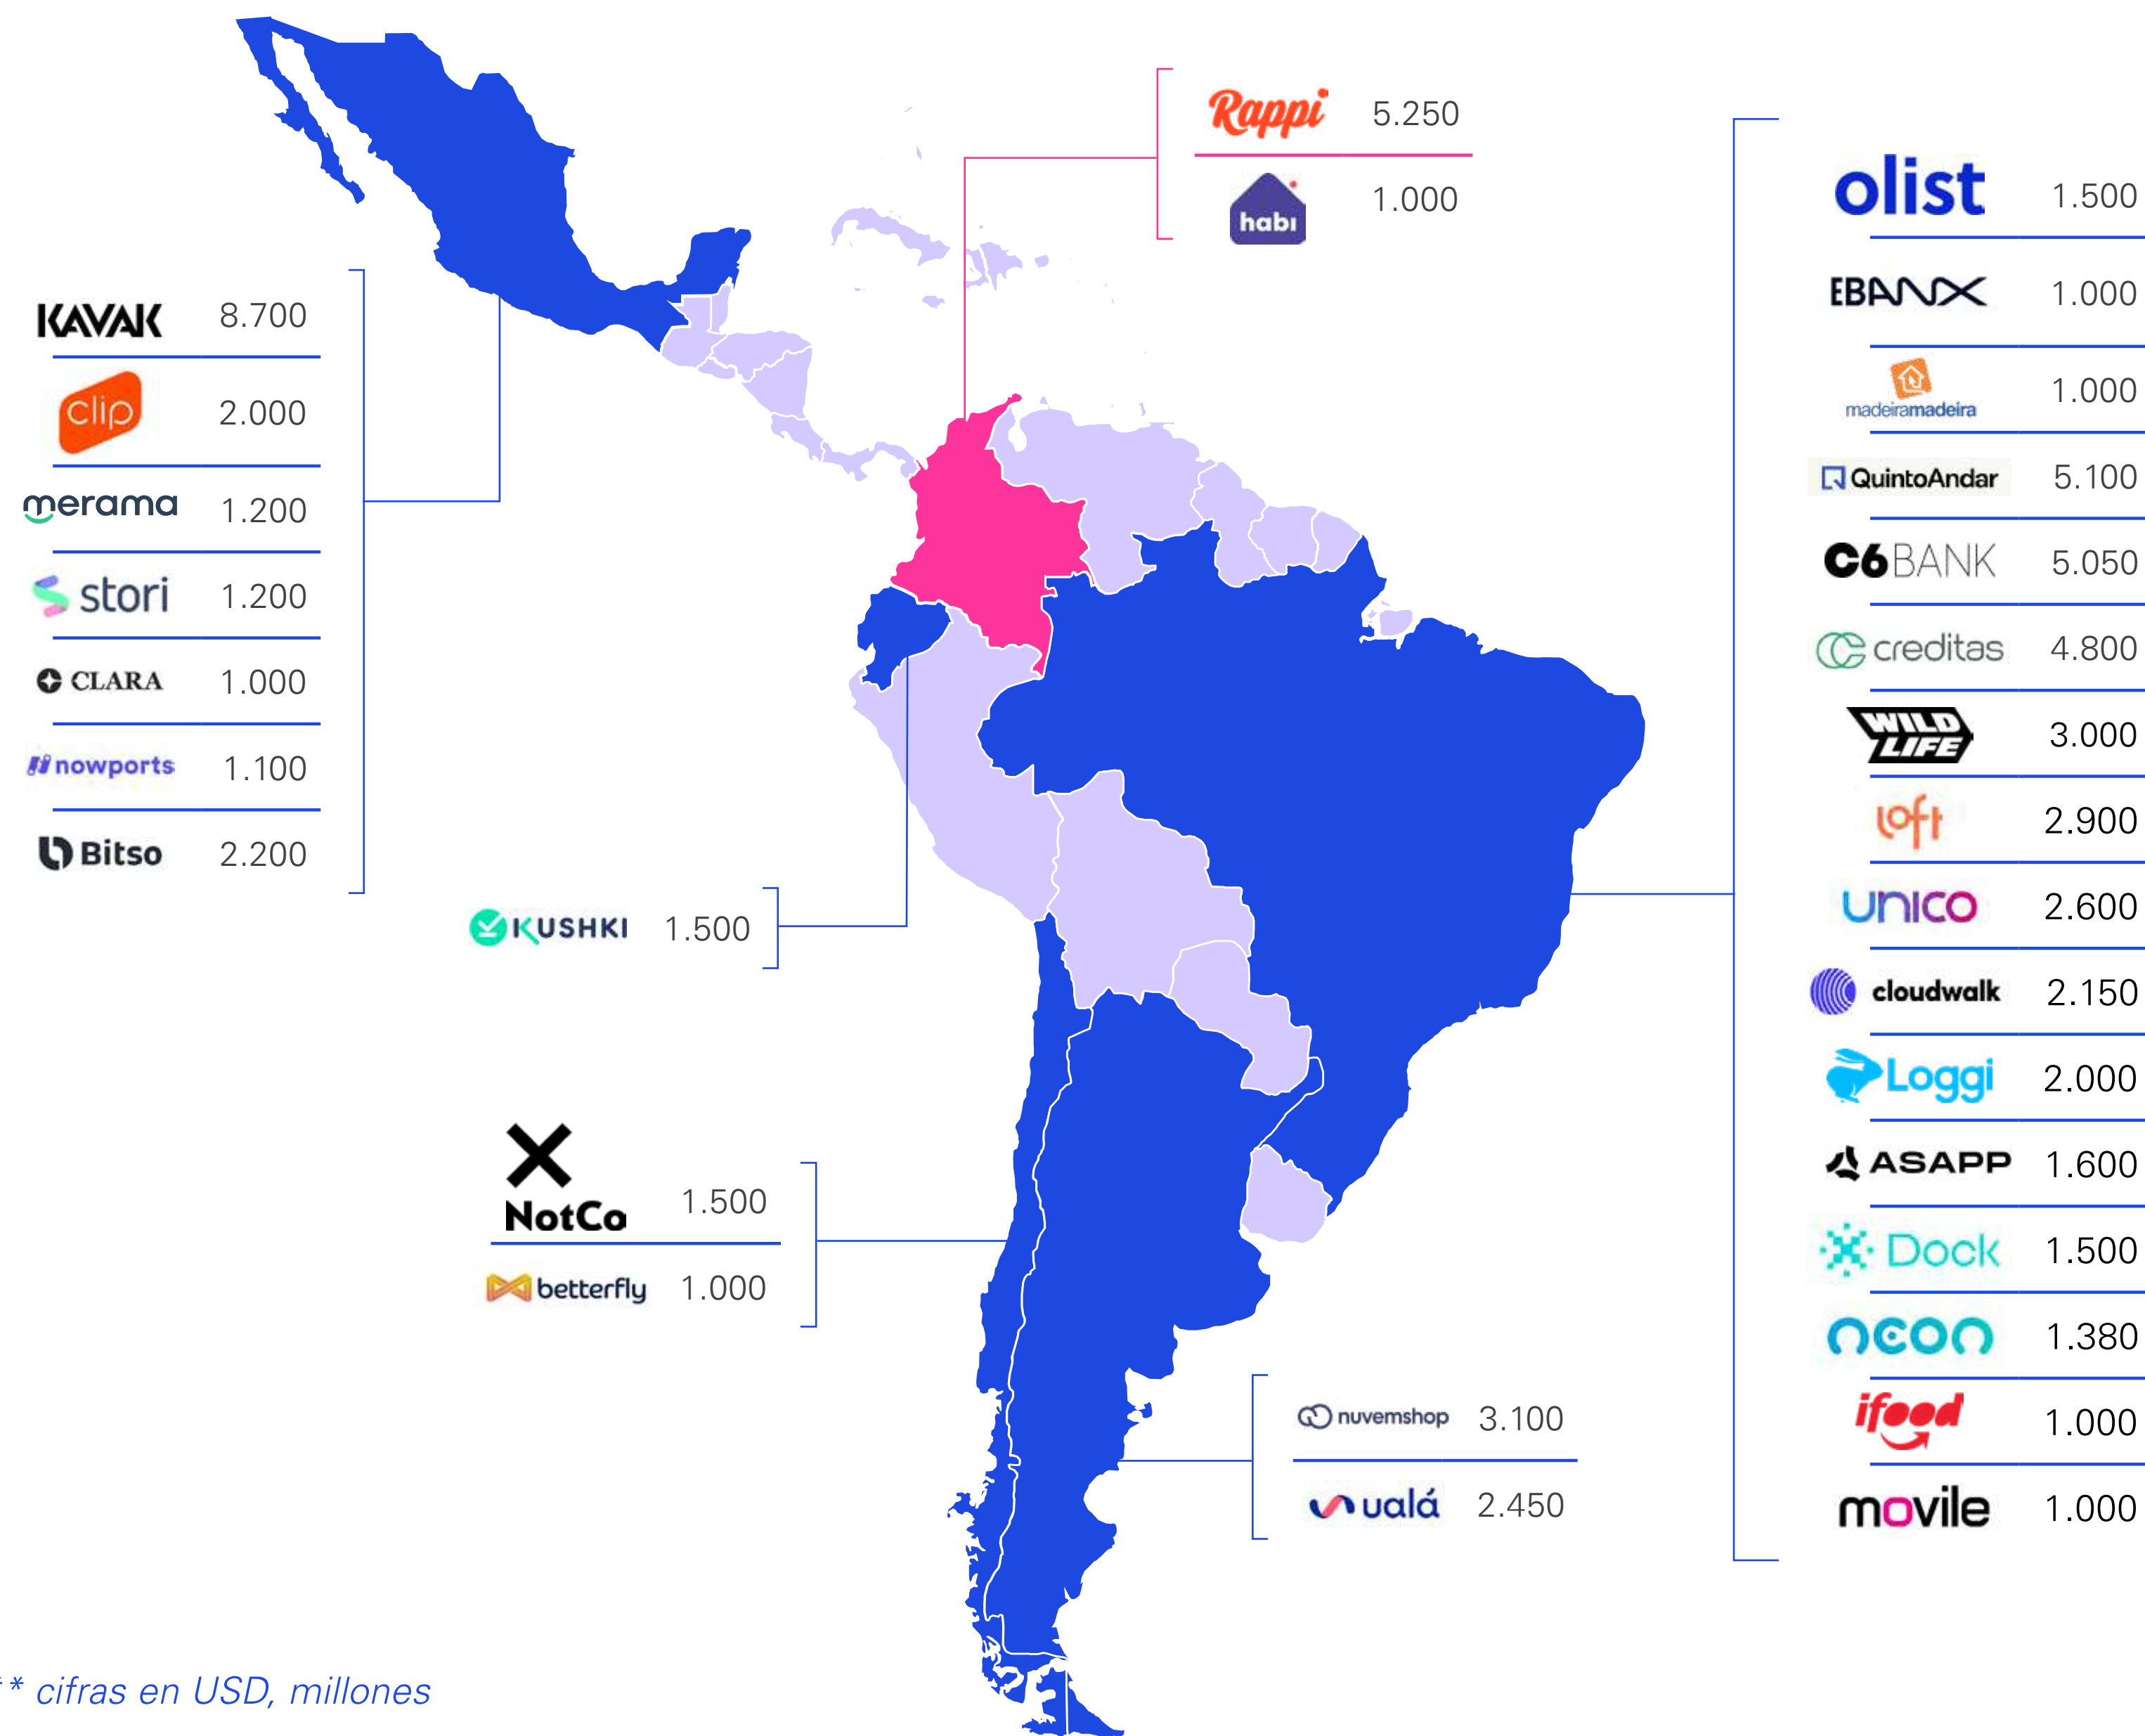 Rappi 5.250
habi 1.000
KAVAK 8.700
clip 2.000
merama 1.200
stori 1.200
CLARA 1.000
nowports 1.100
Bitso 2.200
KUSHKI 1.500
NotCo 1.500
betterfly 1.000
nuvemshop 3.100
ualá 2.450
olist 1.500
EBANX 1.000
madeiramadeira 1.000
QuintoAndar 5.100
C6BANK 5.050
creditas 4.800
WILD LIFE 3.000
loft 2.900
unico 2.600
cloudwalk 2.150
Loggi 2.000
ASAPP 1.600
Dock 1.500
neon 1.380
ifood 1.000
movile 1.000
** cifras en USD, millones